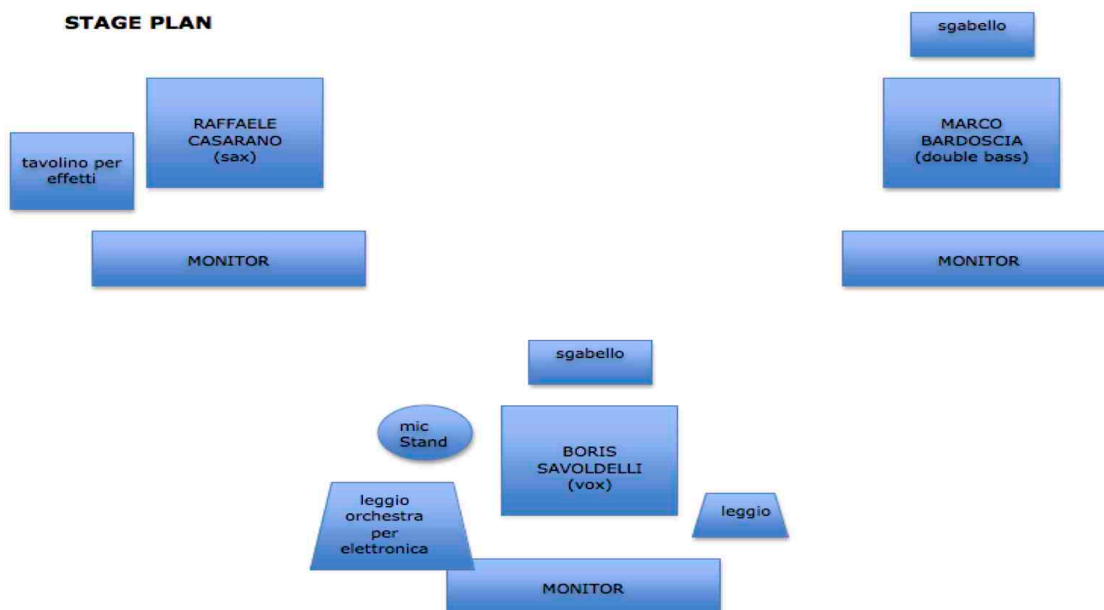 STAGE PLAN
sgabello
RAFFAELE
CASARANO
(sax)
MARCO
BARDOSCIA
(double bass)
tavolino per
effetti
MONITOR
MONITOR
sgabello
mic
Stand
BORIS
SAVOLDELLI
(vox)
leggio
orchestra
per
elettronica
leggio
MONITOR